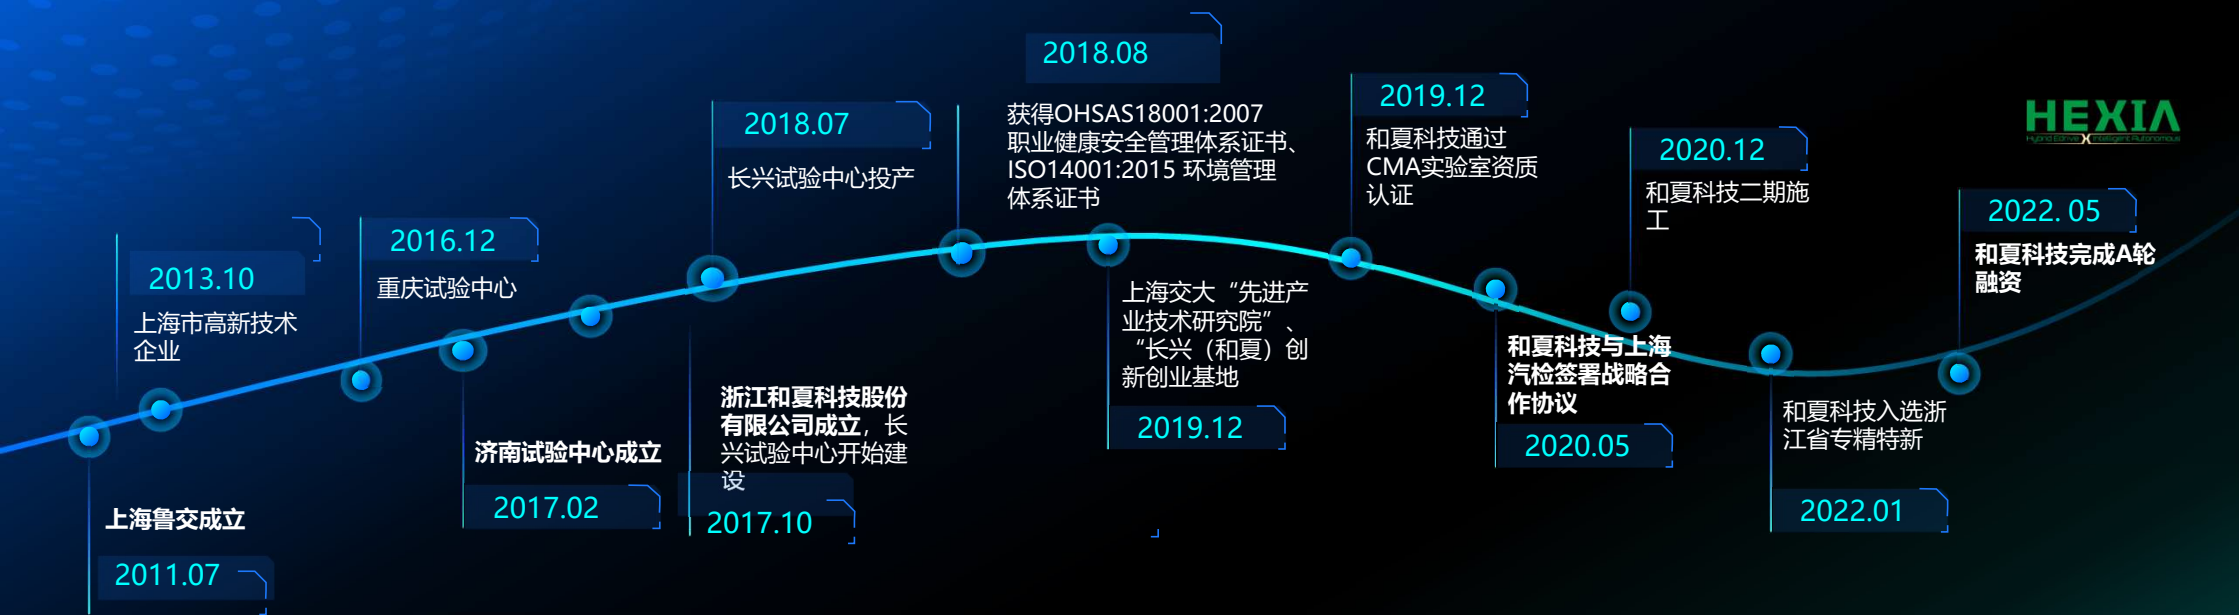 2011.07
上海鲁交成立
2013.10
上海市高新技术
企业
2016.12
重庆试验中心
济南试验中心成立
2017.02
浙江和夏科技股份
有限公司成立，长
兴试验中心开始建
设
2017.10
2018.07
长兴试验中心投产
2018.08
获得OHSAS18001:2007
职业健康安全管理体系证书、
ISO14001:2015 环境管理
体系证书
上海交大“先进产
业技术研究院”、
“长兴（和夏）创
新创业基地
2019.12
2019.12
和夏科技通过
CMA实验室资质
认证
和夏科技与上海
汽检签署战略合
作协议
2020.05
2020.12
和夏科技二期施
工
和夏科技入选浙
江省专精特新
2022.01
2022. 05
和夏科技完成A轮
融资
HEXIA
Hybrid Edrive X Intelligent Autonomous